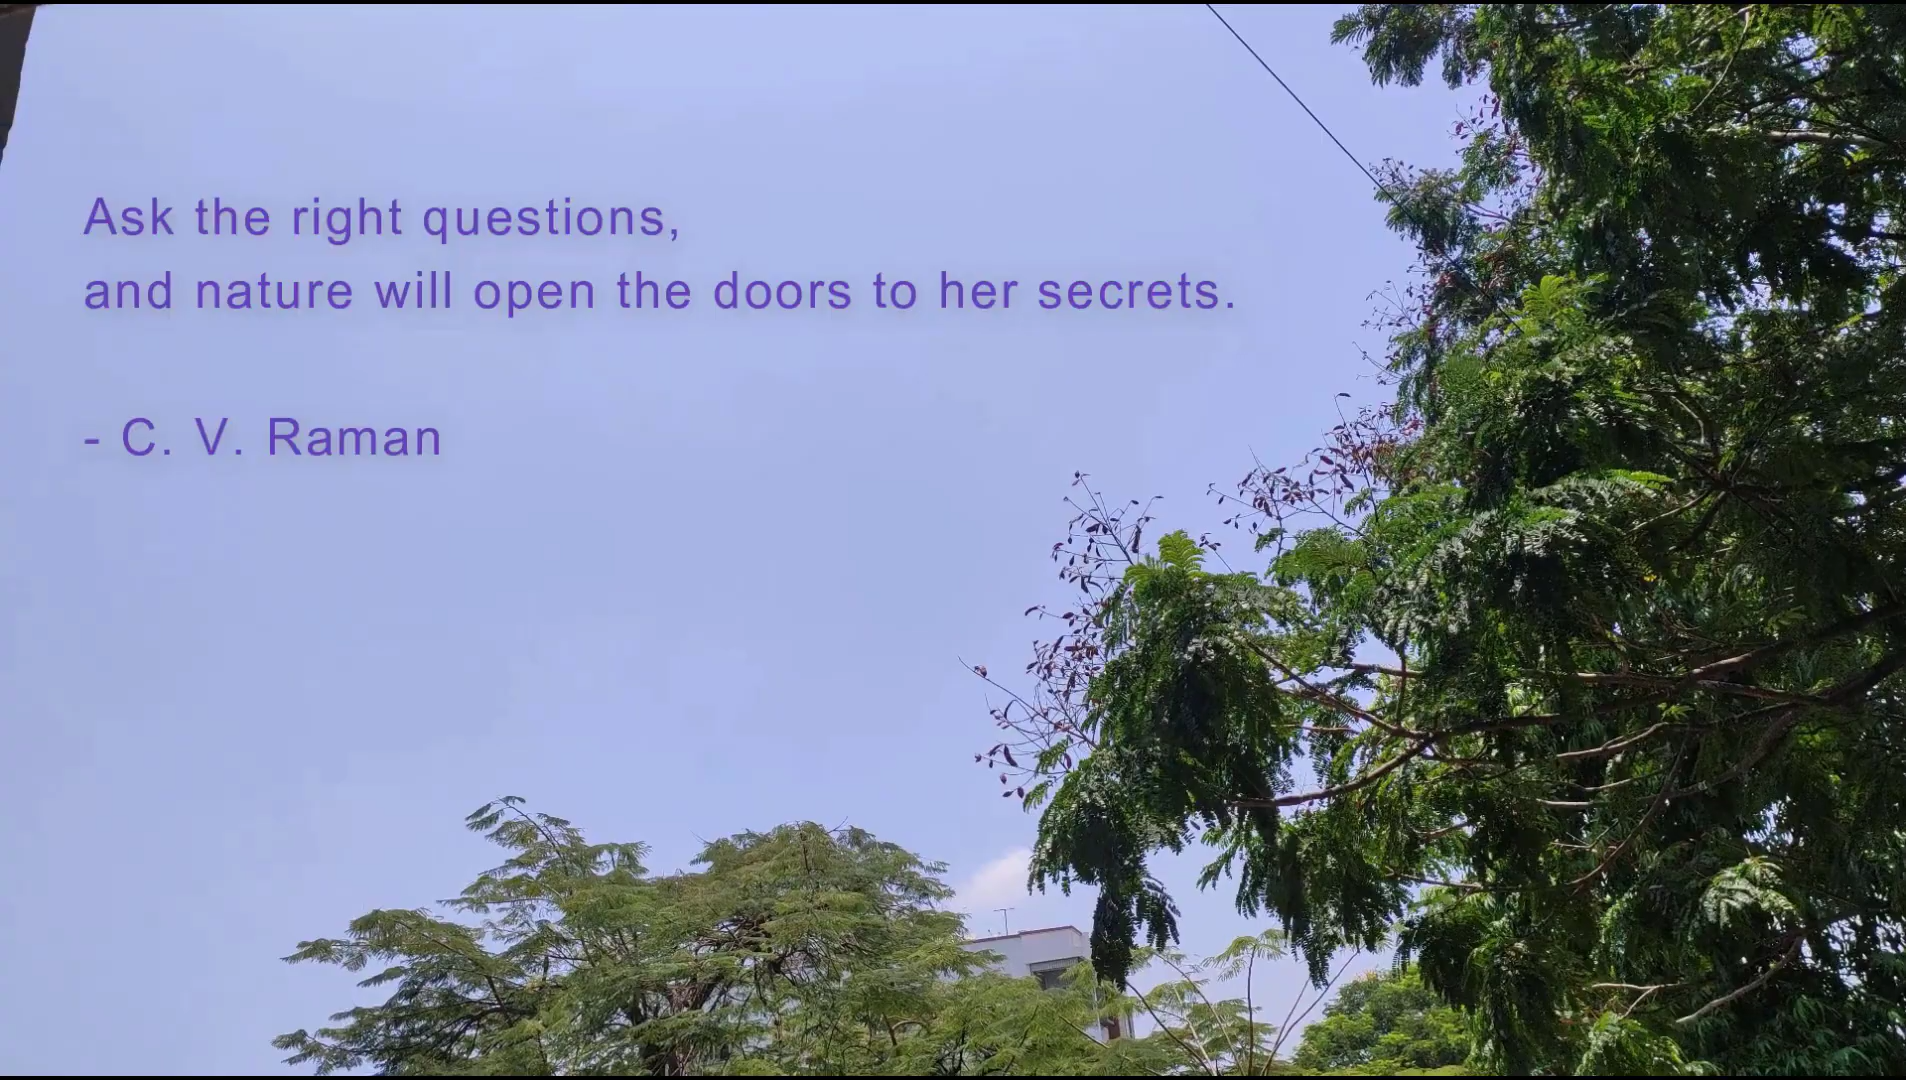 Ask the right questions,
and nature will open the doors to her secrets.
- C. V. Raman